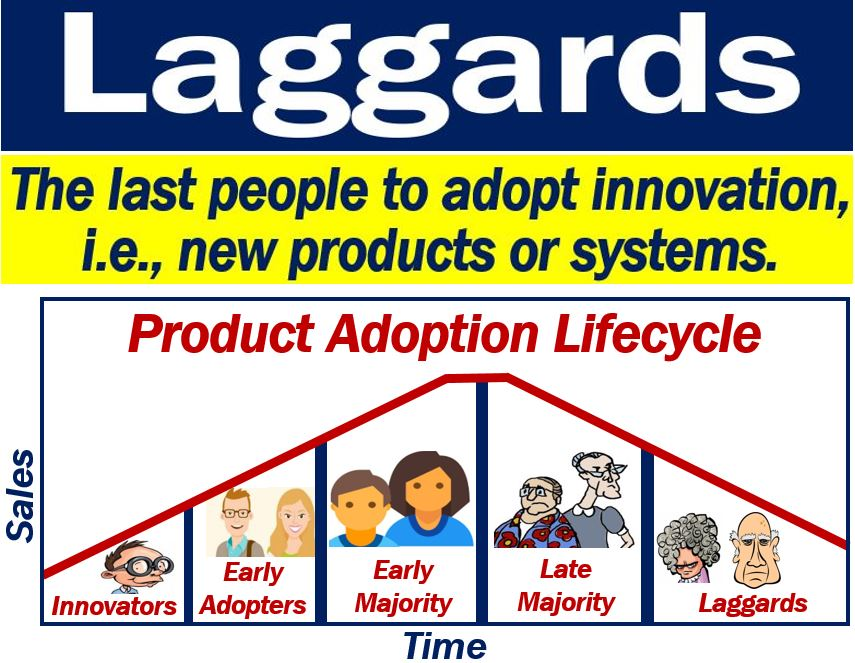 Laggards
The last people to adopt innovation,
i.e., new products or systems.
Product Adoption Lifecycle
Sales
Innovators
Early
Adopters
Early
Majority
Late
Majority
Laggards
Time